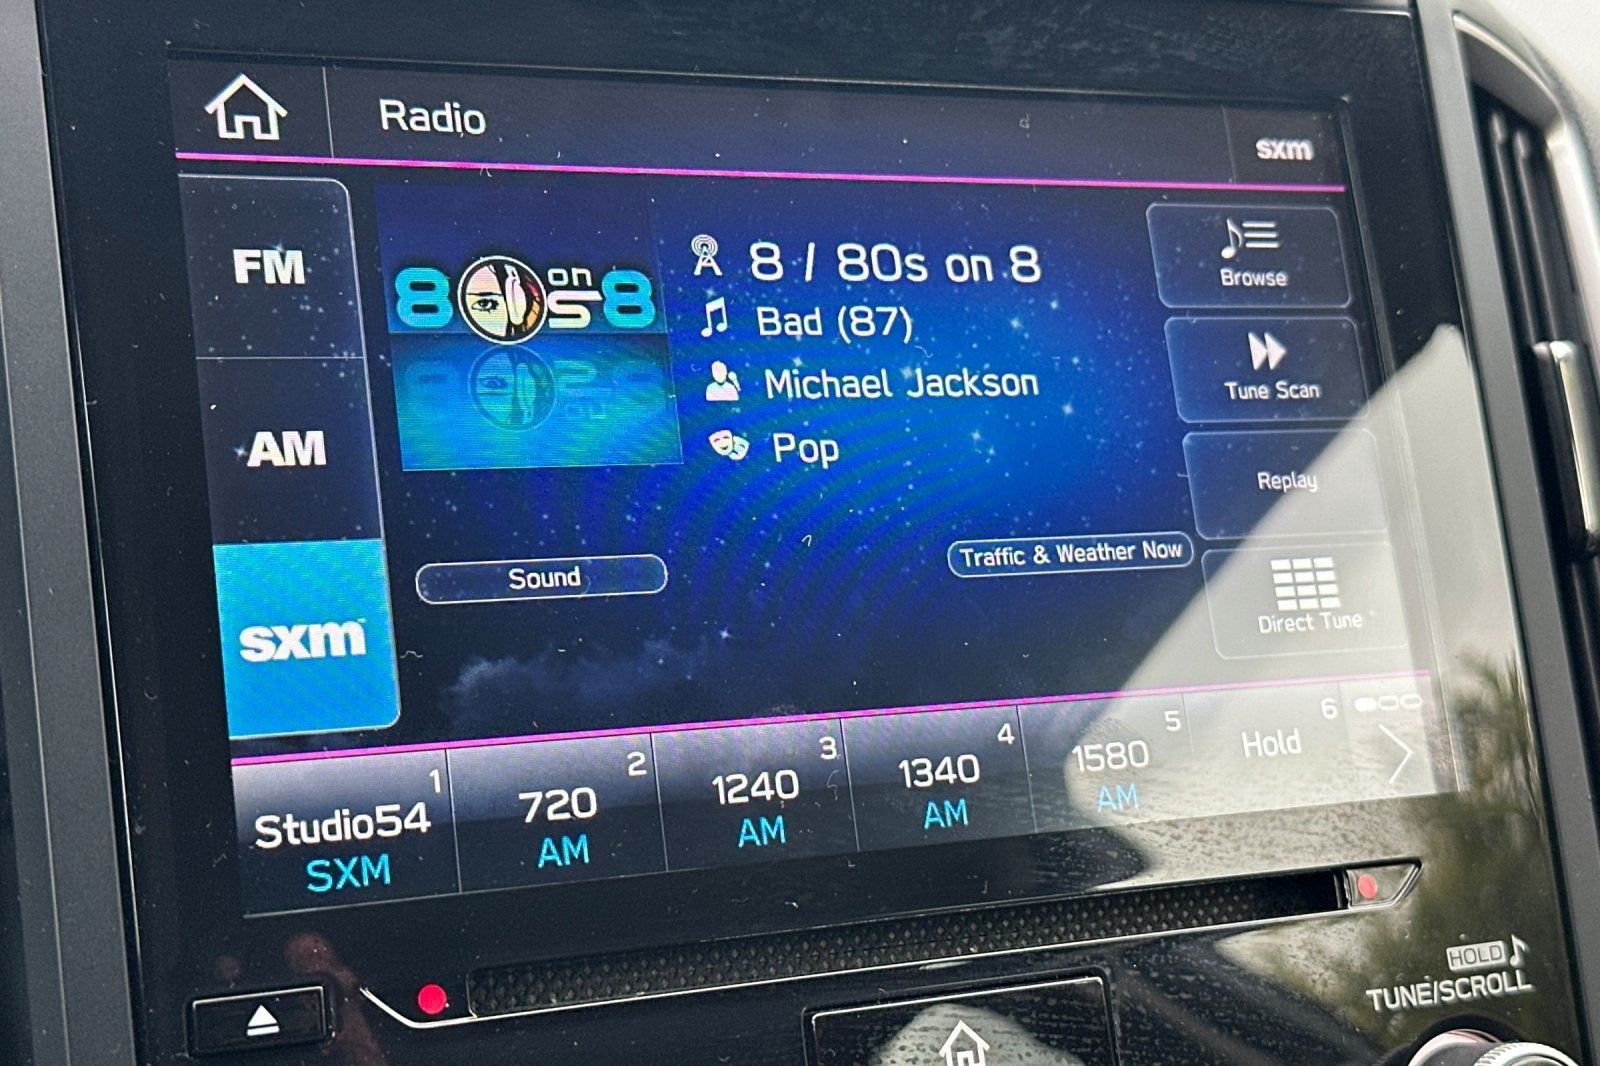 Radio
sxm
FM
AM
sxm
80s on 8
8 / 80s on 8
Bad (87)
Michael Jackson
Pop
Browse
Tune Scan
Replay
Direct Tune
Sound
Traffic & Weather Now
1
Studio54
SXM
2
720
AM
3
1240
AM
4
1340
AM
5
1580
AM
6
Hold
HOLD
TUNE/SCROLL